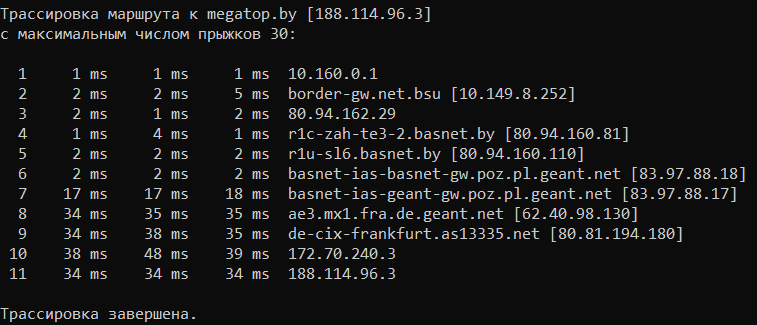 Трассировка маршрута к megatop.by [188.114.96.3]
с максимальным числом прыжков 30:
1 1 ms 1 ms 1 ms 10.160.0.1
2 2 ms 2 ms 5 ms border-gw.net.bsu [10.149.8.252]
3 2 ms 1 ms 2 ms 80.94.162.29
4 1 ms 4 ms 1 ms r1c-zah-te3-2.basnet.by [80.94.160.81]
5 2 ms 2 ms 2 ms r1u-sl6.basnet.by [80.94.160.110]
6 2 ms 2 ms 2 ms basnet-ias-basnet-gw.poz.pl.geant.net [83.97.88.18]
7 17 ms 17 ms 18 ms basnet-ias-geant-gw.poz.pl.geant.net [83.97.88.17]
8 34 ms 35 ms 35 ms ae3.mx1.fra.de.geant.net [62.40.98.130]
9 34 ms 38 ms 35 ms de-cix-frankfurt.as13335.net [80.81.194.180]
10 38 ms 48 ms 39 ms 172.70.240.3
11 34 ms 34 ms 34 ms 188.114.96.3
Трассировка завершена.